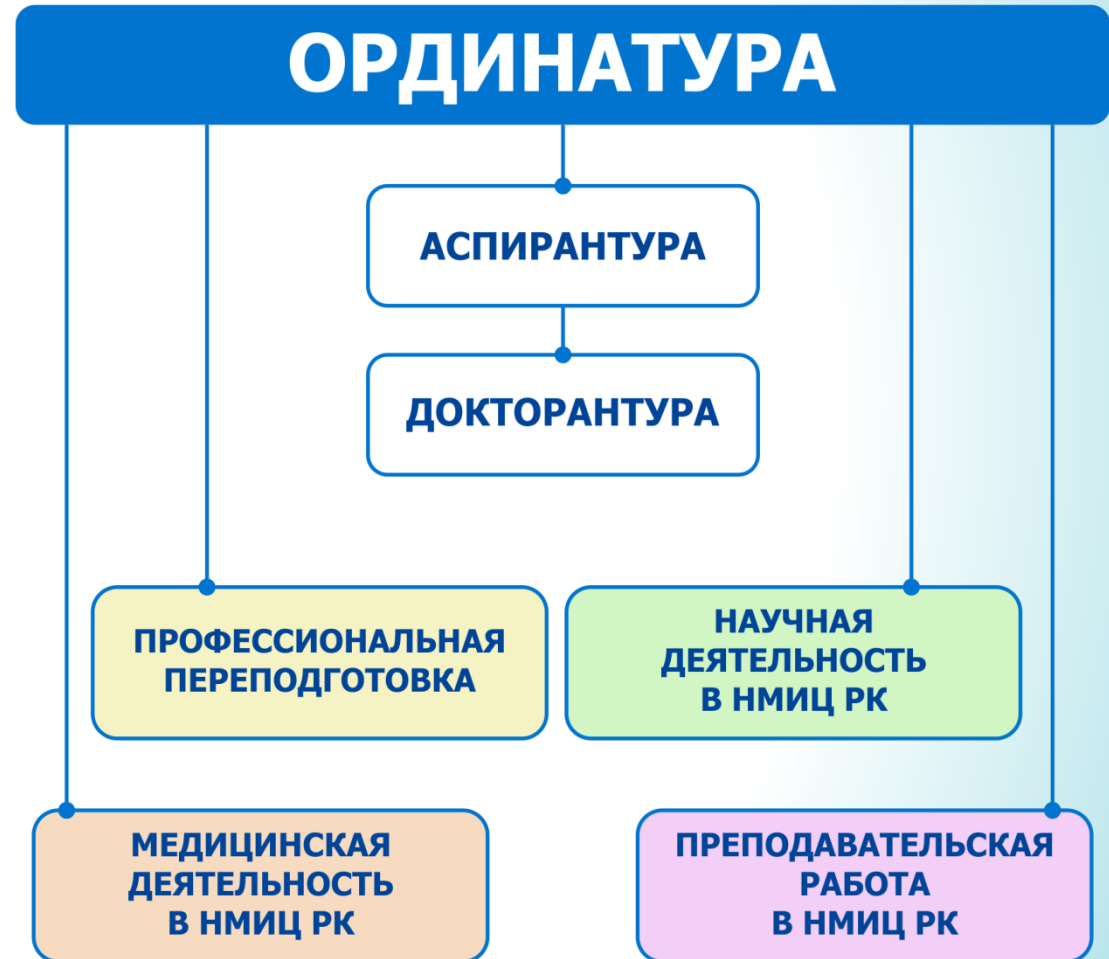 ОРДИНАТУРА
АСПИРАНТУРА
ДОКТОРАНТУРА
ПРОФЕССИОНАЛЬНАЯ
ПЕРЕПОДГОТОВКА
НАУЧНАЯ
ДЕЯТЕЛЬНОСТЬ
В НМИЦ РК
МЕДИЦИНСКАЯ
ДЕЯТЕЛЬНОСТЬ
В НМИЦ РК
ПРЕПОДАВАТЕЛЬСКАЯ
РАБОТА
В НМИЦ РК